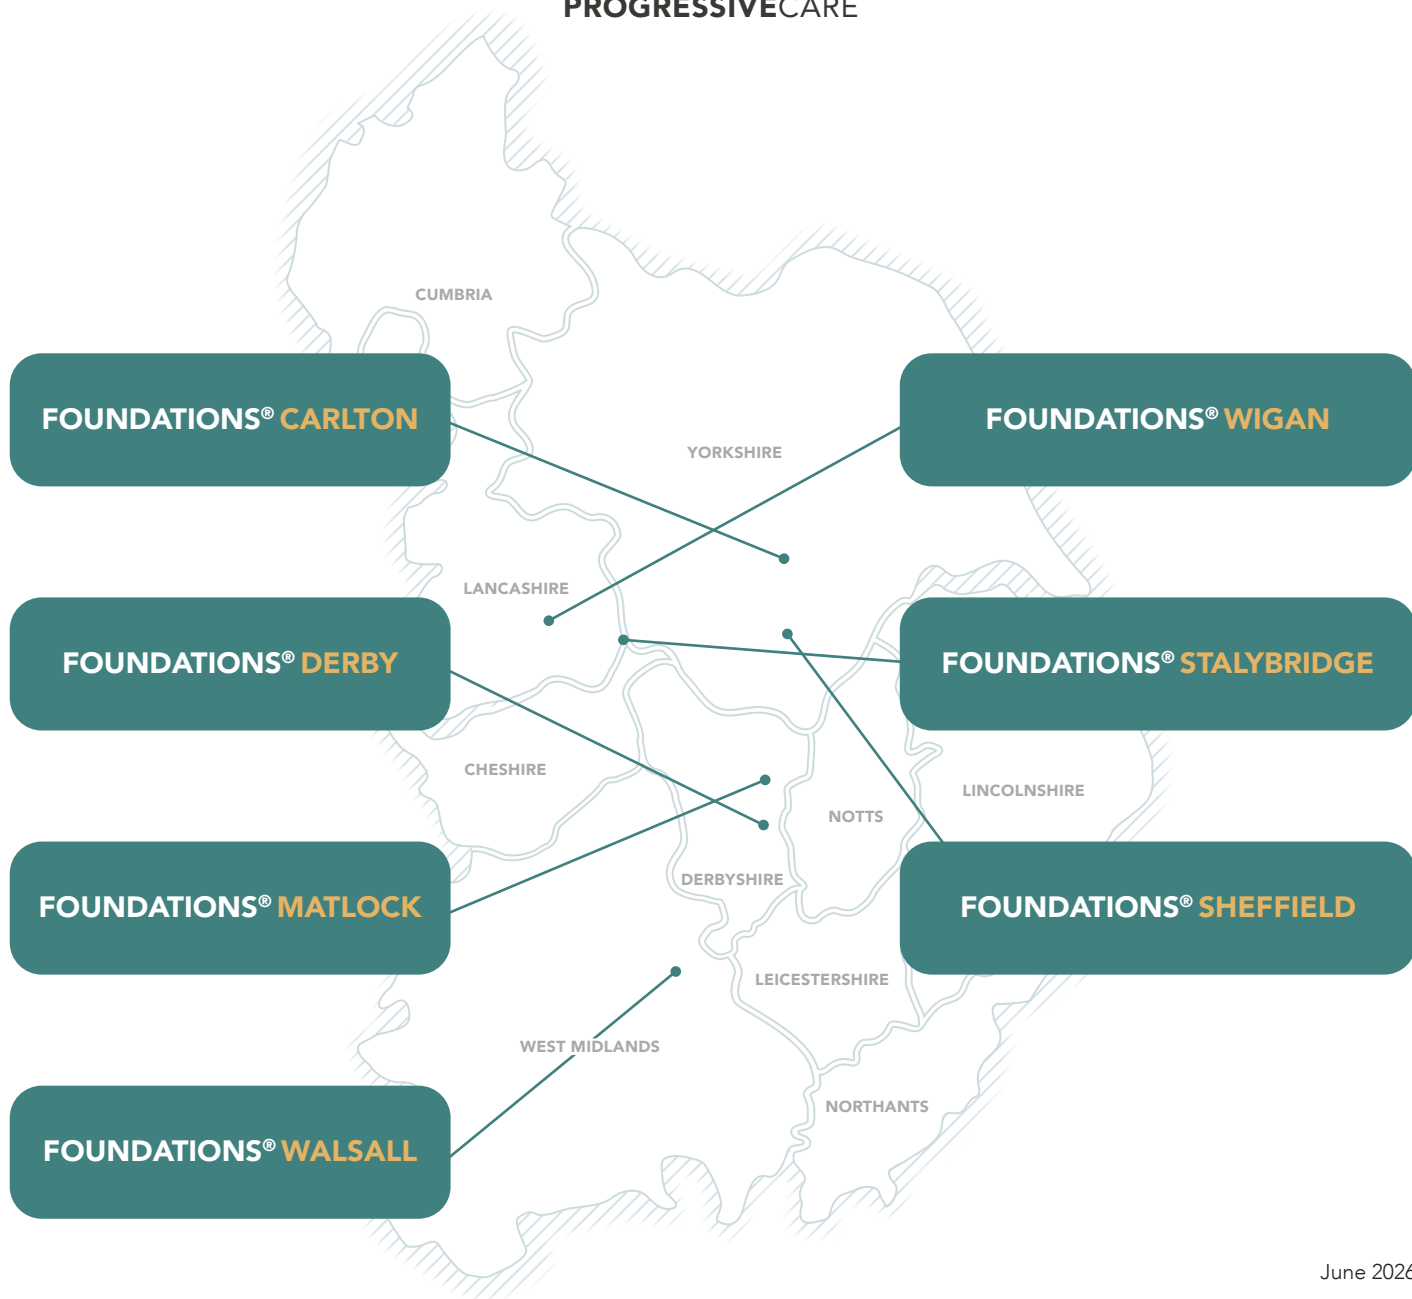 PROGRESSIVECARE
CUMBRIA
FOUNDATIONS® CARLTON
FOUNDATIONS® WIGAN
YORKSHIRE
LANCASHIRE
FOUNDATIONS® DERBY
FOUNDATIONS® STALYBRIDGE
CHESHIRE
LINCOLNSHIRE
NOTTS
DERBYSHIRE
FOUNDATIONS® MATLOCK
FOUNDATIONS® SHEFFIELD
LEICESTERSHIRE
WEST MIDLANDS
NORTHANTS
FOUNDATIONS® WALSALL
June 2026